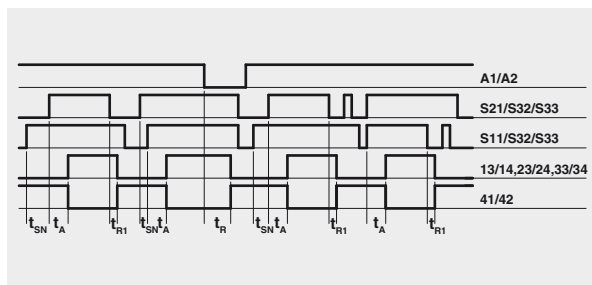 A1/A2
S21/S32/S33
S11/S32/S33
13/14,23/24,33/34
41/42
tSN tA tR1 tSN tA tR tSN tA tR1 tA tR1